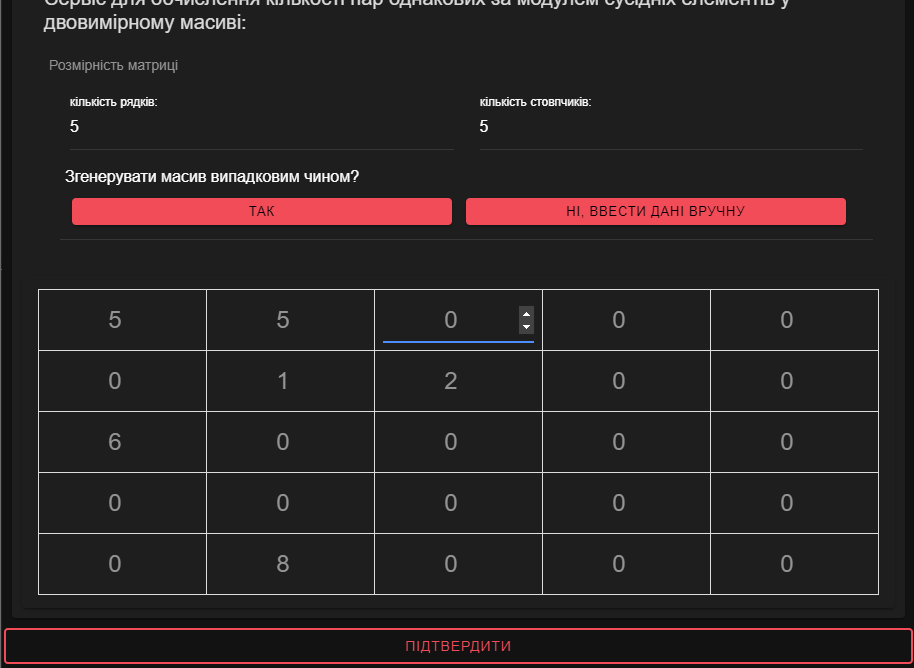 Сервіс для обчислення кількості пар однакових за модулем сусідніх елементів у
двовимірному масиві:
Розмірність матриці
кількість рядків: кількість стовпчиків:
5 5
Згенерувати масив випадковим чином?
ТАК НІ, ВВЕСТИ ДАНІ ВРУЧНУ
5 5 0 0 0
0 1 2 0 0
6 0 0 0 0
0 0 0 0 0
0 8 0 0 0
ПІДТВЕРДИТИ